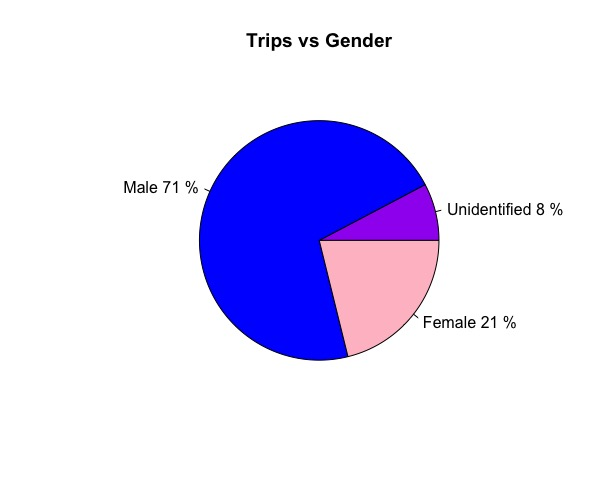 Trips vs Gender
Male 71 %
Unidentified 8 %
Female 21 %